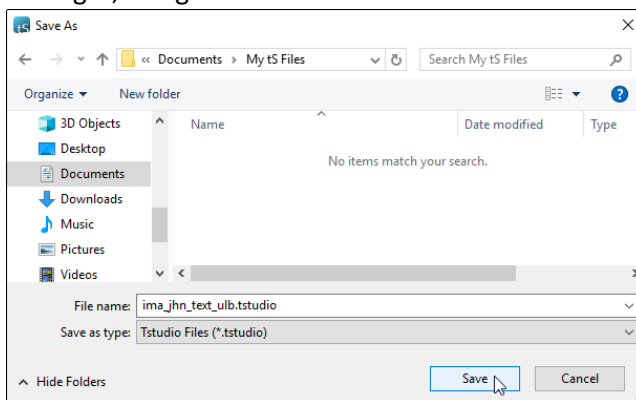 Save As
« Documents › My tS Files
Search My tS Files
Organize New folder
Name Date modified Type
3D Objects
Desktop
No items match your search.
Documents
Downloads
Music
Pictures
Videos
File name: ima_jhn_text_ulb.tstudio
Save as type: Tstudio Files (*.tstudio)
Hide Folders Save Cancel